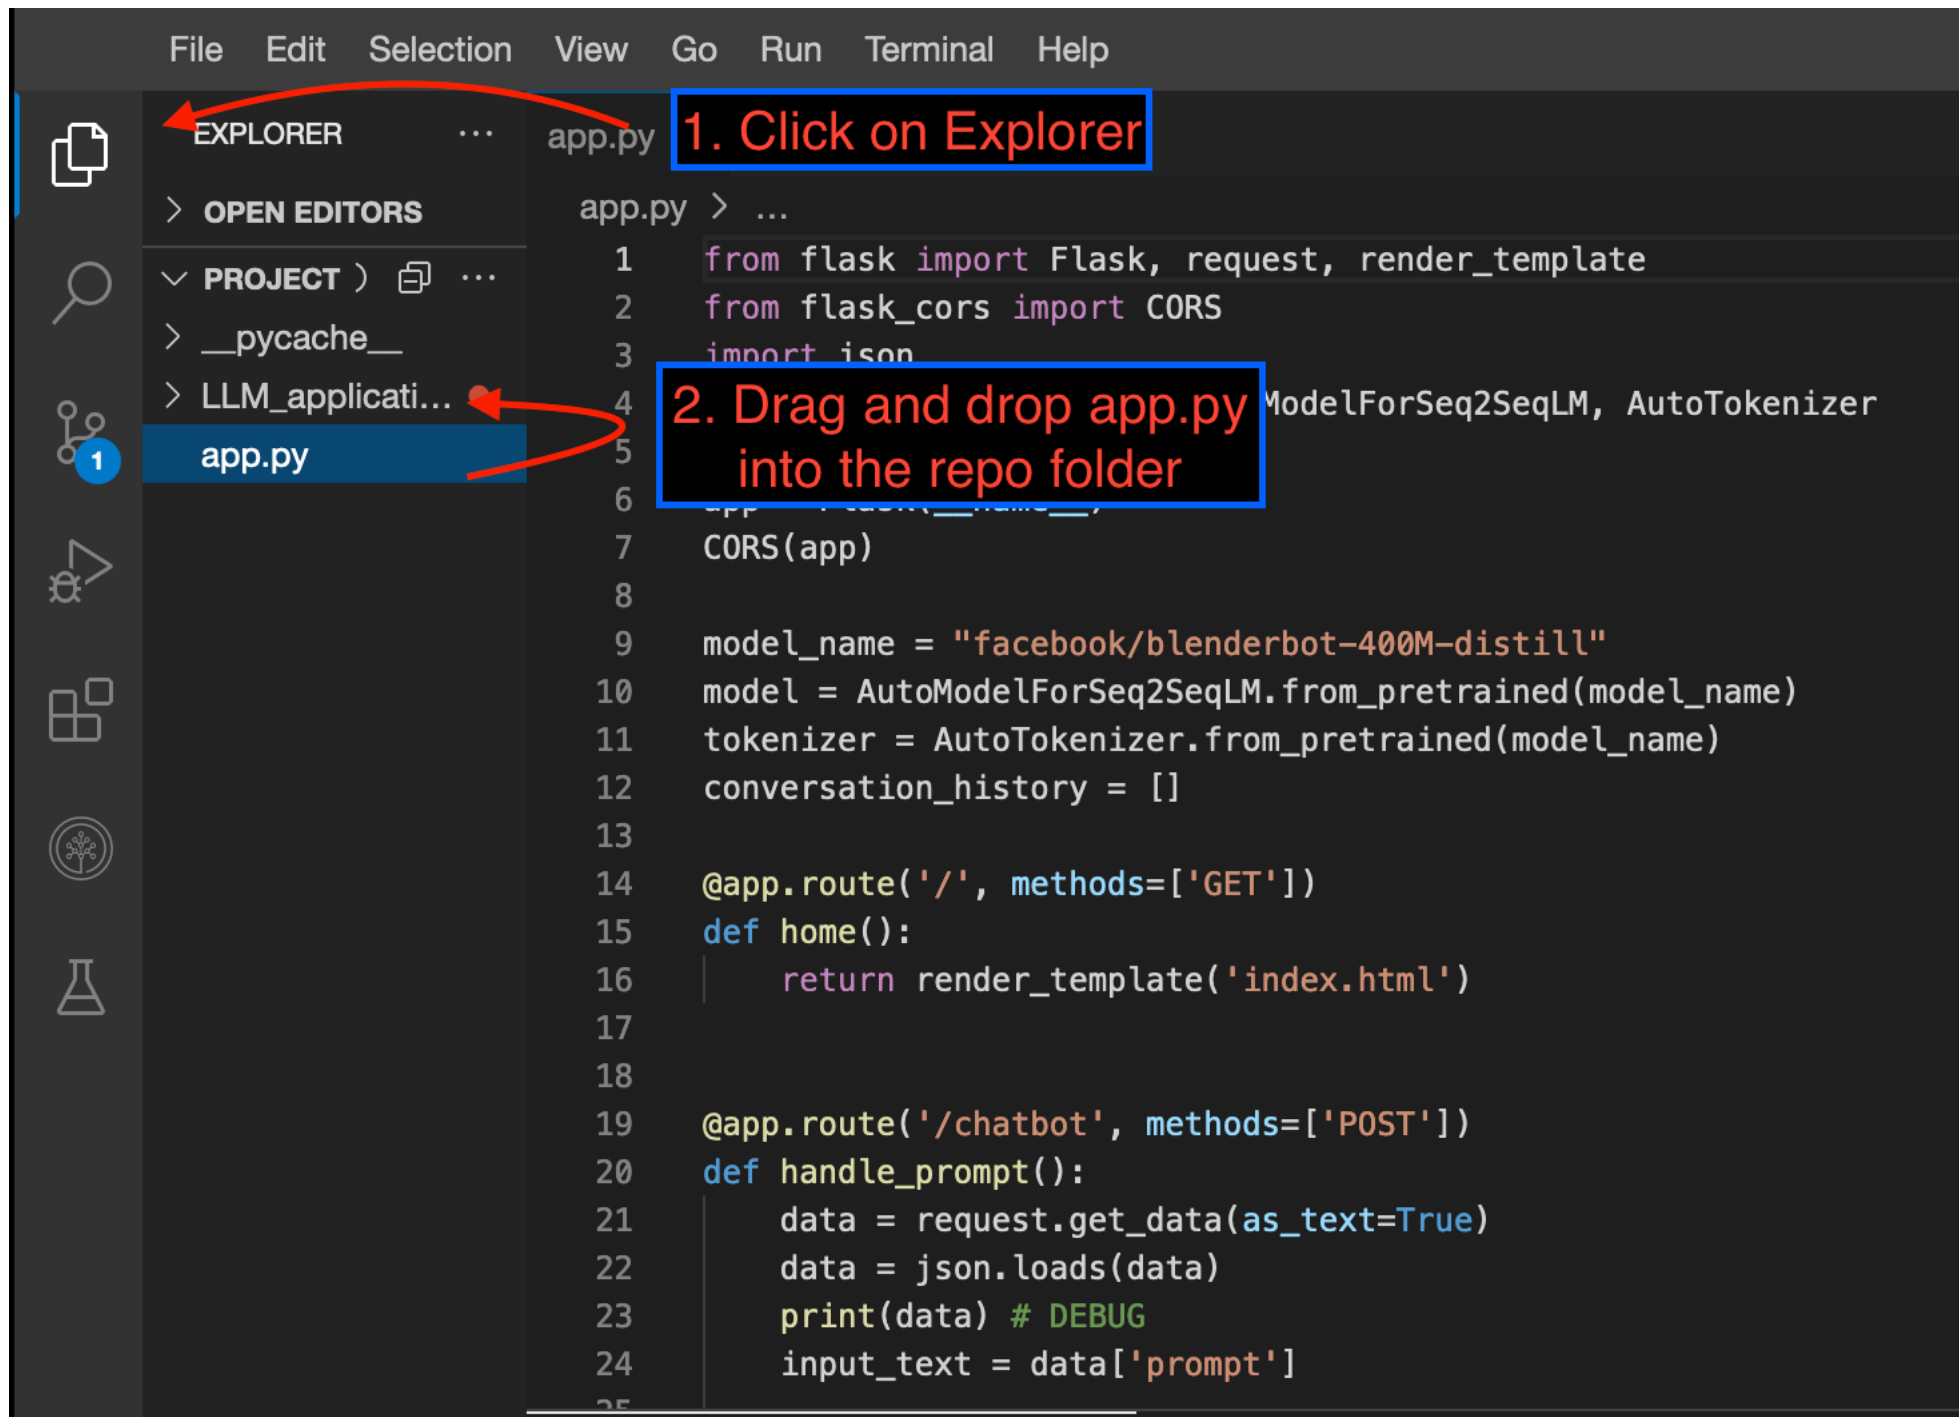 File Edit Selection View Go Run Terminal Help
EXPLORER ...
app.py
1. Click on Explorer
OPEN EDITORS
app.py > ...
PROJECT ) ...
__pycache__
LLM_applicati...
app.py
1
2. Drag and drop app.py
into the repo folder
1 from flask import Flask, request, render_template
2 from flask_cors import CORS
3 import json
4 ModelForSeq2SeqLM, AutoTokenizer
5
6
7 CORS(app)
8
9 model_name = "facebook/blenderbot-400M-distill"
10 model = AutoModelForSeq2SeqLM.from_pretrained(model_name)
11 tokenizer = AutoTokenizer.from_pretrained(model_name)
12 conversation_history = []
13
14 @app.route('/', methods=['GET'])
15 def home():
16 return render_template('index.html')
17
18
19 @app.route('/chatbot', methods=['POST'])
20 def handle_prompt():
21 data = request.get_data(as_text=True)
22 data = json.loads(data)
23 print(data) # DEBUG
24 input_text = data['prompt']